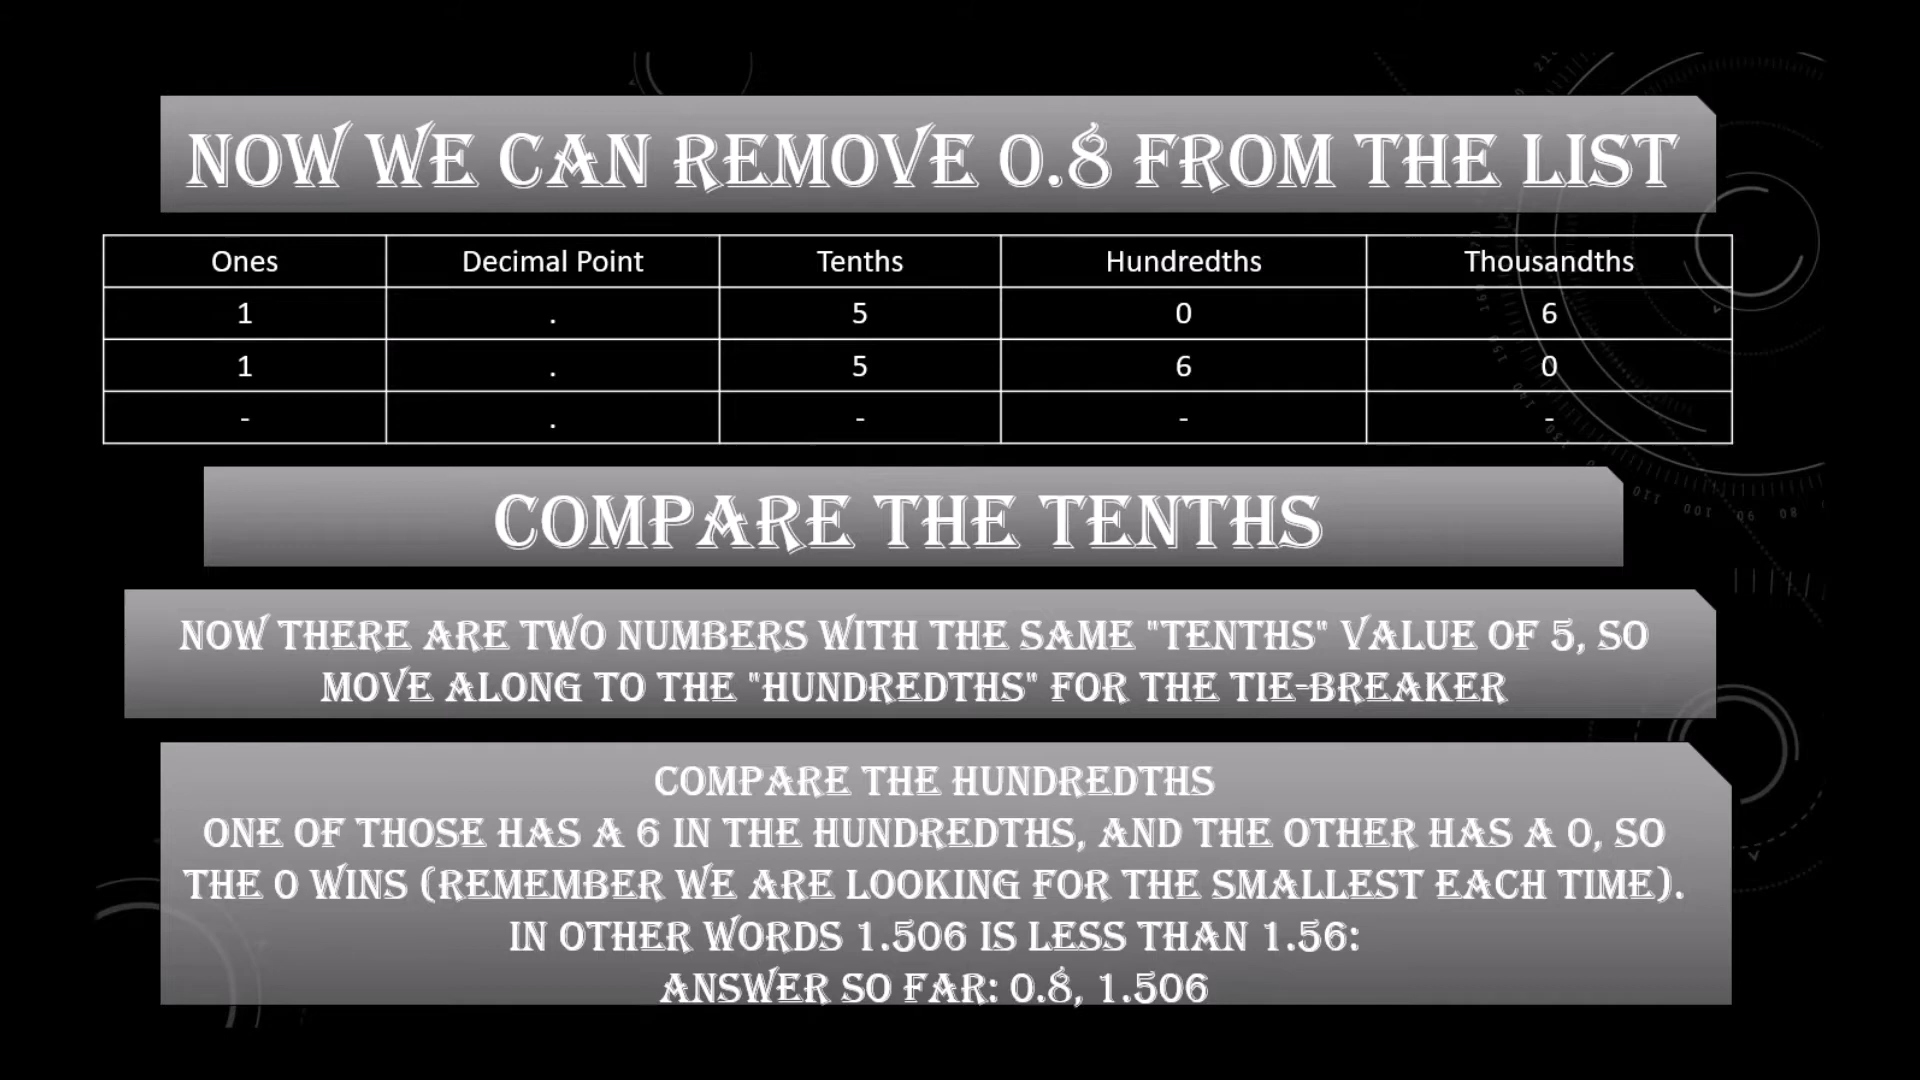 NOW WE CAN REMOVE 0.8 FROM THE LIST
Ones Decimal Point Tenths Hundredths Thousandths
1 . 5 0 6
1 . 5 6 0
- . - - -
COMPARE THE TENTHS
NOW THERE ARE TWO NUMBERS WITH THE SAME "TENTHS" VALUE OF 5, SO
MOVE ALONG TO THE "HUNDREDTHS" FOR THE TIE-BREAKER
COMPARE THE HUNDREDTHS
ONE OF THOSE HAS A 6 IN THE HUNDREDTHS, AND THE OTHER HAS A 0, SO
THE 0 WINS (REMEMBER WE ARE LOOKING FOR THE SMALLEST EACH TIME).
IN OTHER WORDS 1.506 IS LESS THAN 1.56:
ANSWER SO FAR: 0.8, 1.506